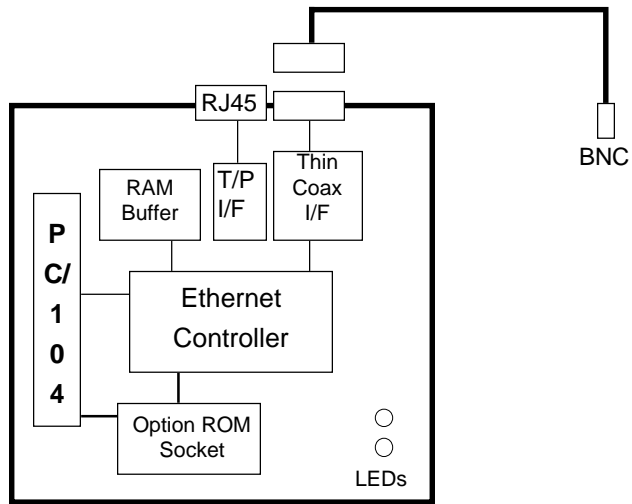 RJ45
BNC
RAM
Buffer
T/P
I/F
Thin
Coax
I/F
P
C/
1
0
4
Ethernet
Controller
Option ROM
Socket
LEDs